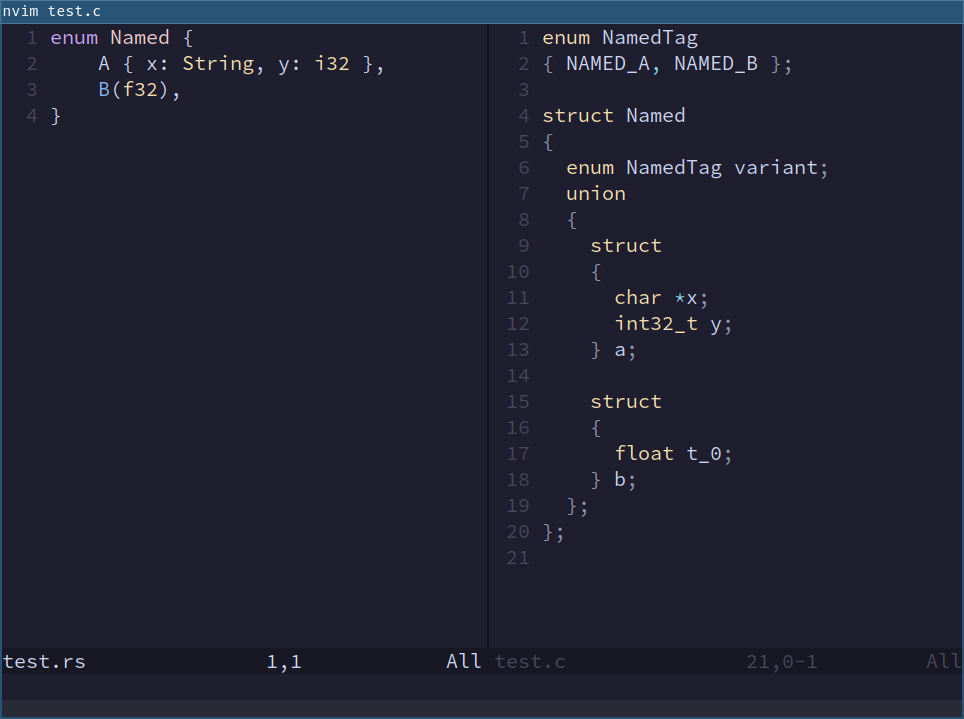 nvim test.c
1 enum Named {
2     A { x: String, y: i32 },
3     B(f32),
4 }
1 enum NamedTag
2 { NAMED_A, NAMED_B };
3
4 struct Named
5 {
6   enum NamedTag variant;
7   union
8   {
9     struct
10     {
11       char *x;
12       int32_t y;
13     } a;
14
15     struct
16     {
17       float t_0;
18     } b;
19   };
20 };
21
test.rs 1,1 All
test.c 21,0-1 All